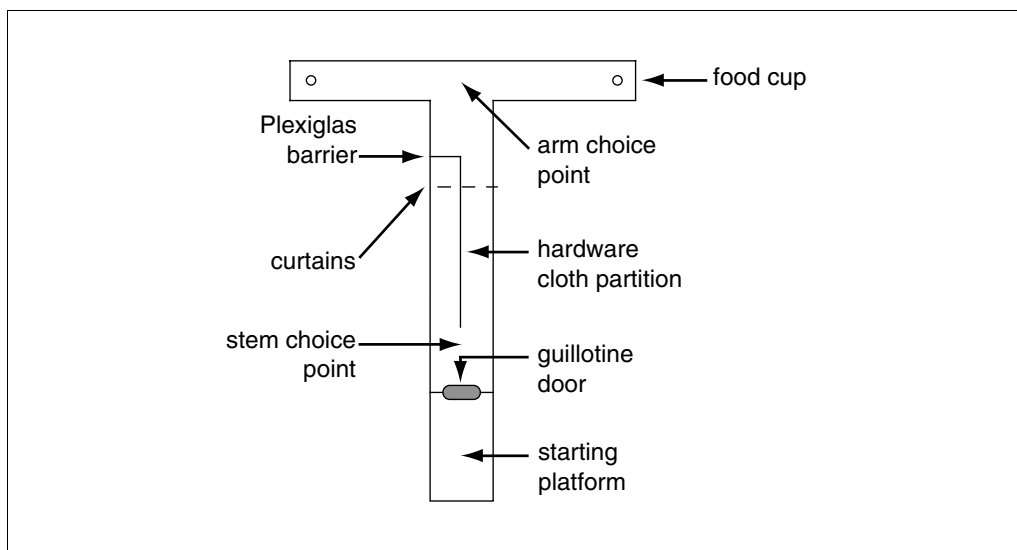 food cup
Plexiglas
barrier
arm choice
point
curtains
hardware
cloth partition
stem choice
point
guillotine
door
starting
platform